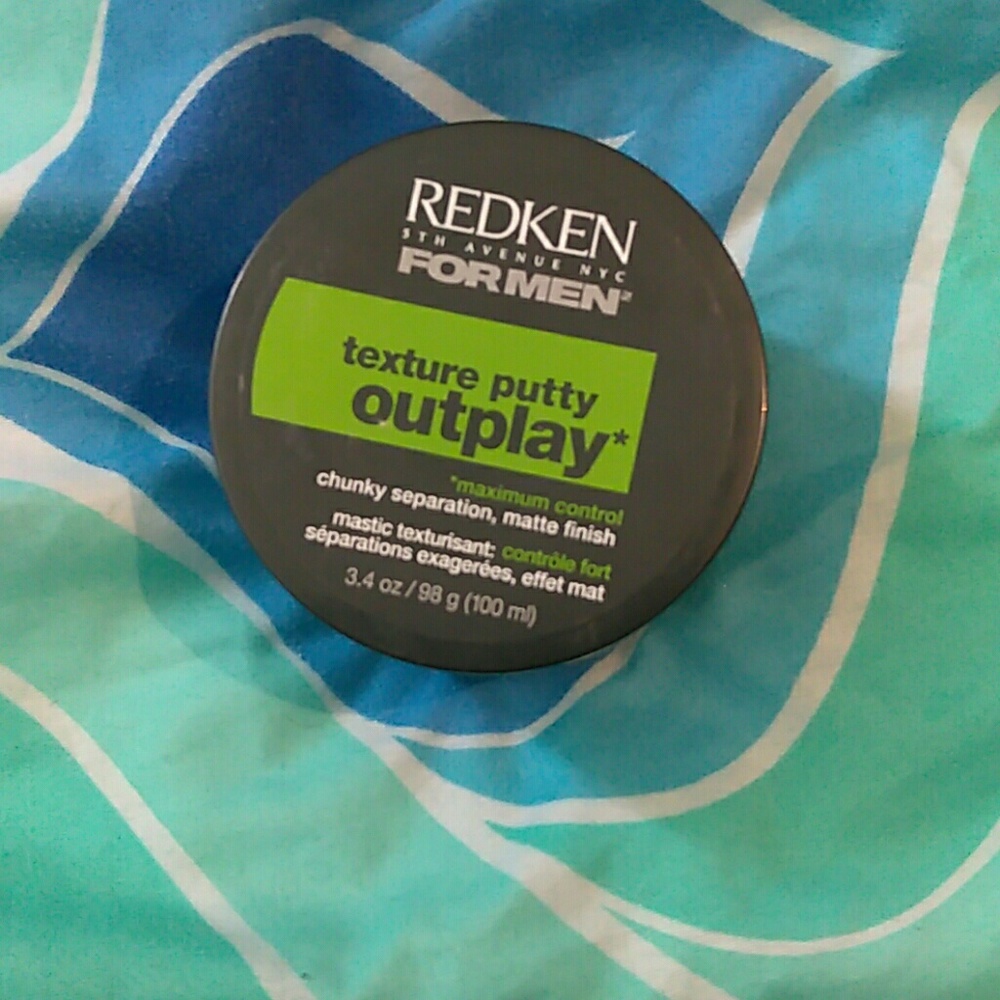 REDKEN
5TH AVENUE NYC
FOR MEN
texture putty
outplay*
*maximum control
chunky separation, matte finish
mastic texturisant: contrôle fort
séparations exagerées, effet mat
3.4 oz / 98 g (100 ml)